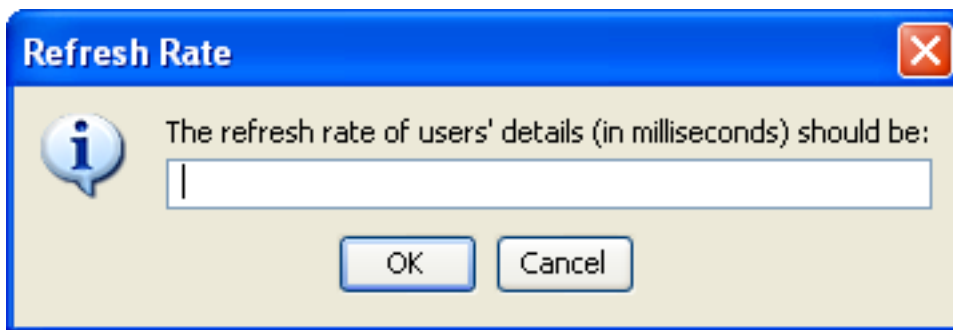 Refresh Rate
The refresh rate of users' details (in milliseconds) should be:
OK
Cancel